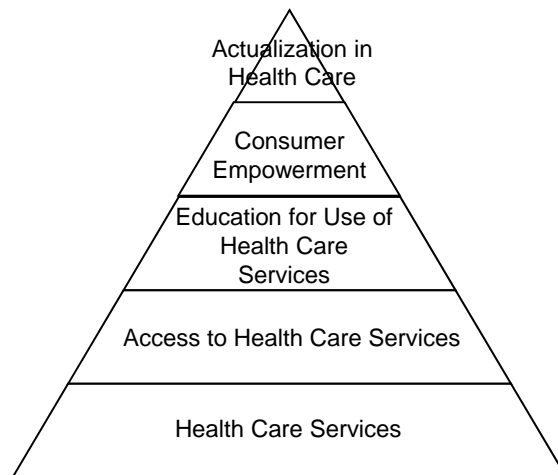 Actualization in
Health Care
Consumer
Empowerment
Education for Use of
Health Care
Services
Access to Health Care Services
Health Care Services